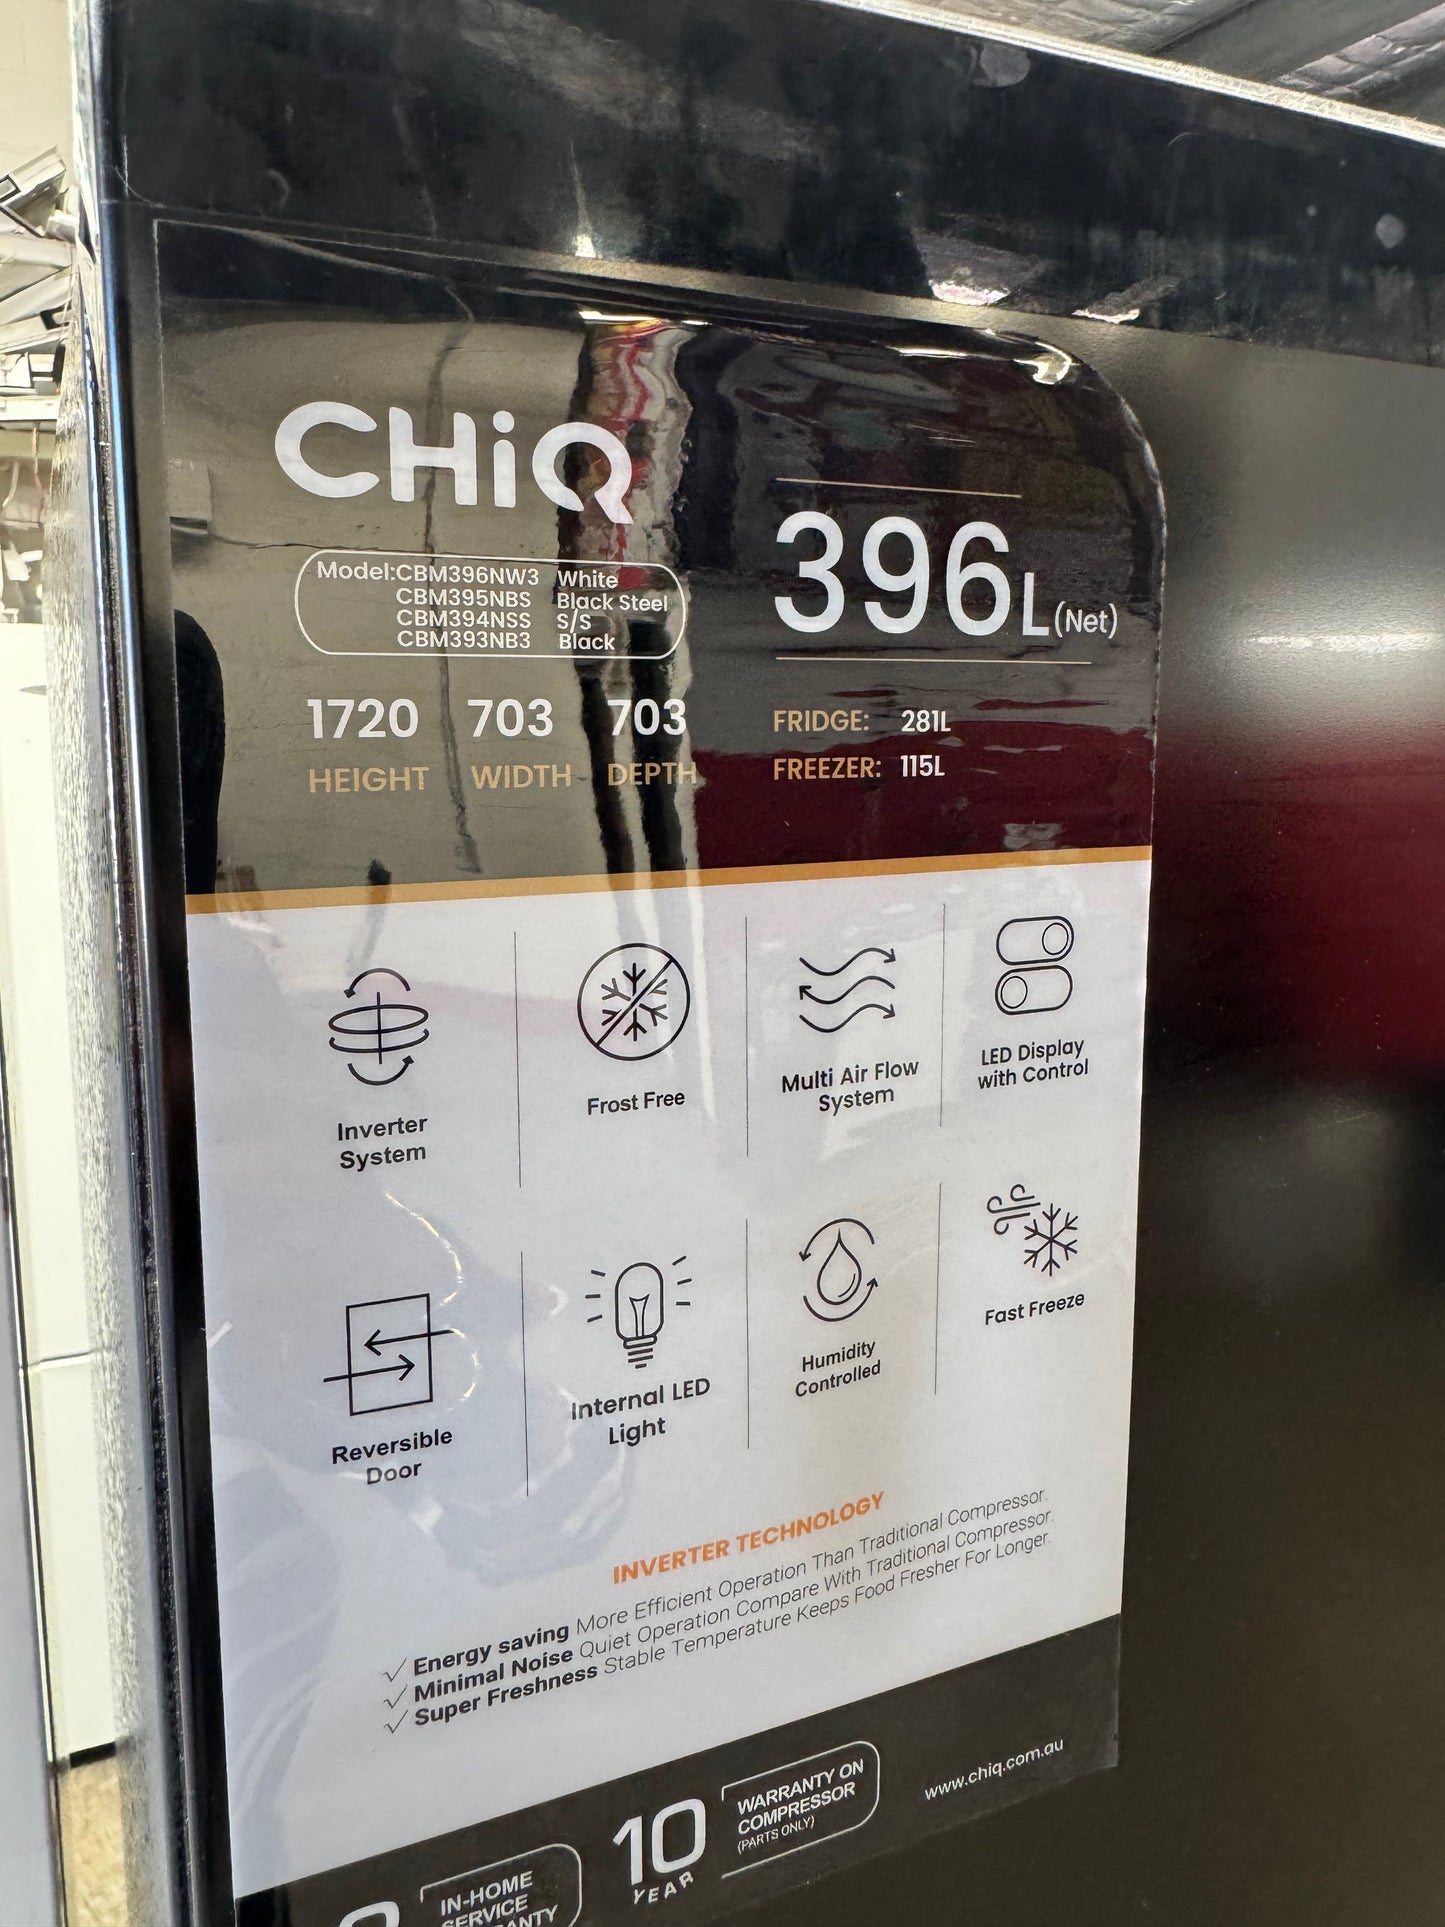 CHiQ
Model:CBM396NW3 White
CBM395NBS Black Steel
CBM394NSS S/S
CBM393NB3 Black
396L(Net)
1720 703 703
HEIGHT WIDTH DEPTH
FRIDGE: 281L
FREEZER: 115L
Inverter
System
Frost Free
Multi Air Flow
System
LED Display
with Control
Reversible
Door
Internal LED
Light
Humidity
Controlled
Fast Freeze
INVERTER TECHNOLOGY
Energy saving More Efficient Operation Than Traditional Compressor.
Minimal Noise Quiet Operation Compare With Traditional Compressor.
Super Freshness Stable Temperature Keeps Food Fresher For Longer.
IN-HOME
SERVICE
10
YEAR
WARRANTY ON
COMPRESSOR
(PARTS ONLY)
www.chiq.com.au